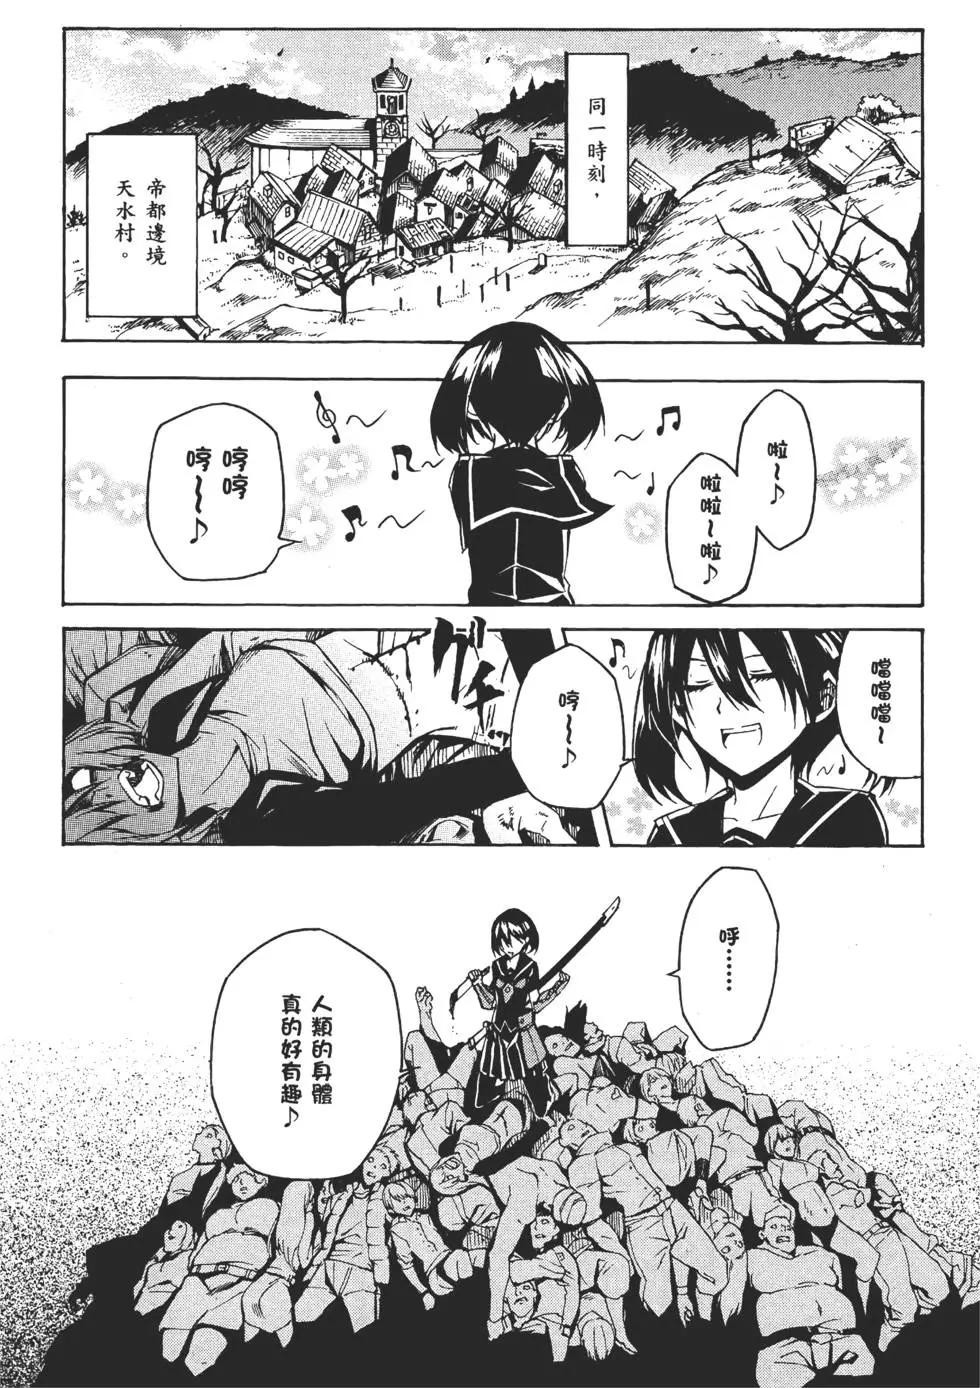 同一時刻，
帝都邊境
天水村。
啦～♪
啦啦～啦♪
哼哼
哼～♪
噹噹噹～
哼～♪
ゲチ
呼……
人類的身體
真的好有趣♪